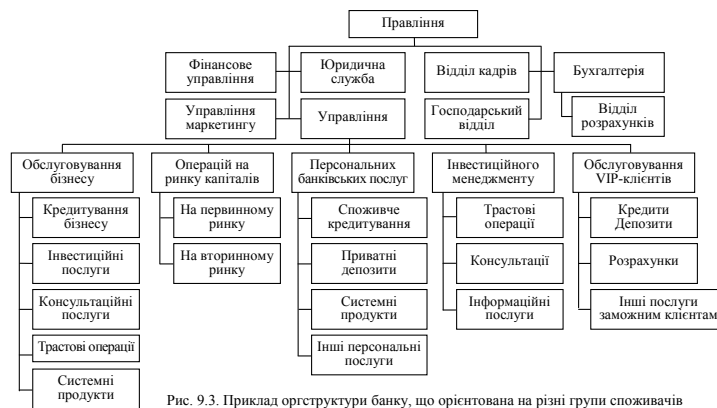 Правління
Фінансове
управління
Юридична
служба
Відділ кадрів
Бухгалтерія
Управління
маркетингу
Управління
Господарський
відділ
Відділ
розрахунків
Обслуговування
бізнесу
Операцій на
ринку капіталів
Персональних
банківських послуг
Інвестиційного
менеджменту
Обслуговування
VIP-клієнтів
Кредитування
бізнесу
Інвестиційні
послуги
Консультаційні
послуги
Трастові операції
Системні
продукти
На первинному
ринку
На вторинному
ринку
Споживче
кредитування
Приватні
депозити
Системні
продукти
Інші персональні
послуги
Трастові
операції
Консультації
Інформаційні
послуги
Кредити
Депозити
Розрахунки
Інші послуги
заможним клієнтам
Рис. 9.3. Приклад оргструктури банку, що орієнтована на різні групи споживачів